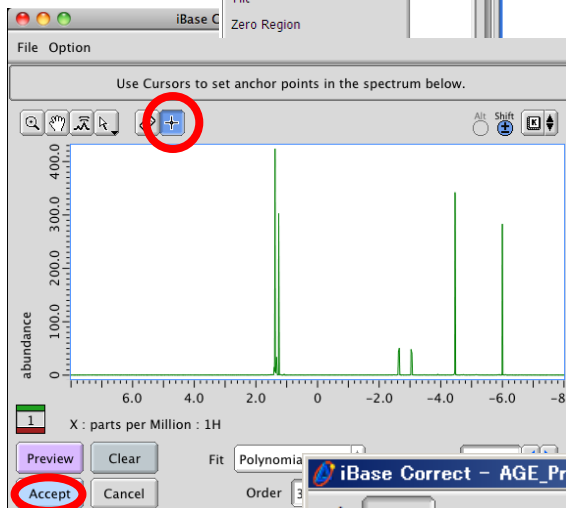 iBase C
Zero Region
File Option
Use Cursors to set anchor points in the spectrum below.
Alt Shift
K
abundance
0 100.0 200.0 300.0 400.0
6.0 4.0 2.0 0 -2.0 -4.0 -6.0 -8
1
X : parts per Million : 1H
Preview Clear Fit Polynomia
Accept Cancel Order 3
iBase Correct - AGE_Pr